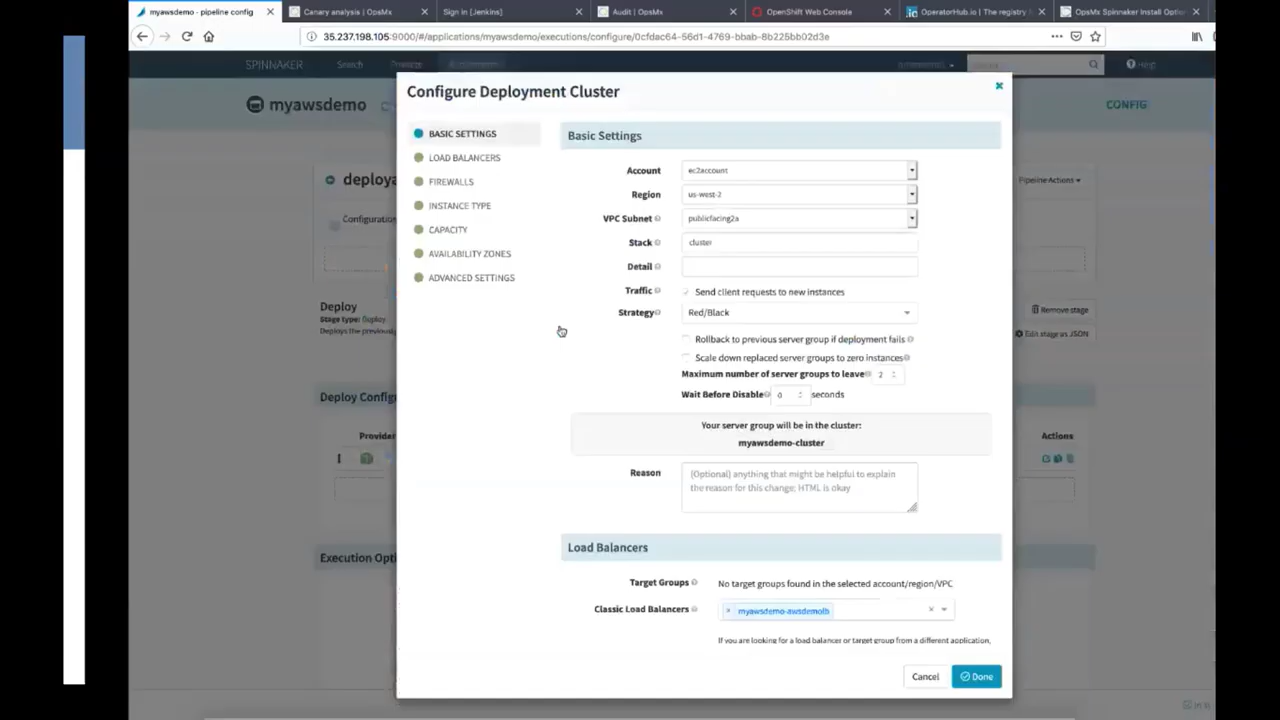 myawsdemo - pipeline config
Canary analysis | OpsMx
Sign in [Jenkins]
Audit | OpsMx
OpenShift Web Console
OperatorHub.io | The registry f
OpsMx Spinnaker Install Option
35.237.198.105:9000/#/applications/myawsdemo/executions/configure/0cfdac64-56d1-4769-bbab-8b225bb02d3e
SPINNAKER
Search
Projects
Help
myawsdemo
CONFIG
Configure Deployment Cluster
BASIC SETTINGS
LOAD BALANCERS
FIREWALLS
INSTANCE TYPE
CAPACITY
AVAILABILITY ZONES
ADVANCED SETTINGS
Basic Settings
Account
ec2account
Region
us-west-2
VPC Subnet
publicfacing2a
Stack
cluster
Detail
Traffic
Send client requests to new instances
Strategy
Red/Black
Rollback to previous server group if deployment fails
Scale down replaced server groups to zero instances
Maximum number of server groups to leave
2
Wait Before Disable
0
seconds
Your server group will be in the cluster:
myawsdemo-cluster
Reason
(Optional) anything that might be helpful to explain
the reason for this change; HTML is okay
Load Balancers
Target Groups
No target groups found in the selected account/region/VPC
Classic Load Balancers
× myawsdemo-awsdemolb
If you are looking for a load balancer or target group from a different application,
Cancel
Done
deploya
Pipeline Actions
Configuration
Deploy
Stage type: Deploy
Deploys the previously
Remove stage
Edit stage as JSON
Deploy Config
Provider
Actions
Execution Opti